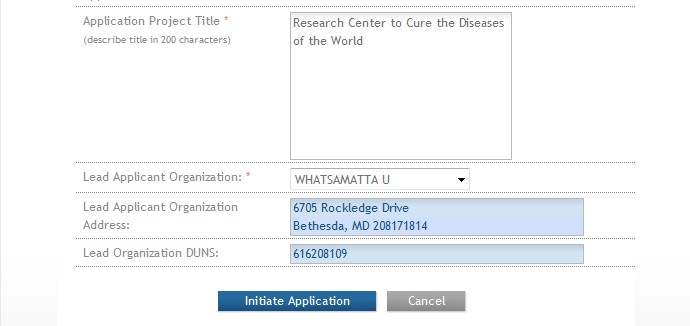 Application Project Title *
(describe title in 200 characters)
Research Center to Cure the Diseases
of the World
Lead Applicant Organization: *
WHATSAMATTA U
Lead Applicant Organization
Address:
6705 Rockledge Drive
Bethesda, MD 208171814
Lead Organization DUNS:
616208109
Initiate Application
Cancel